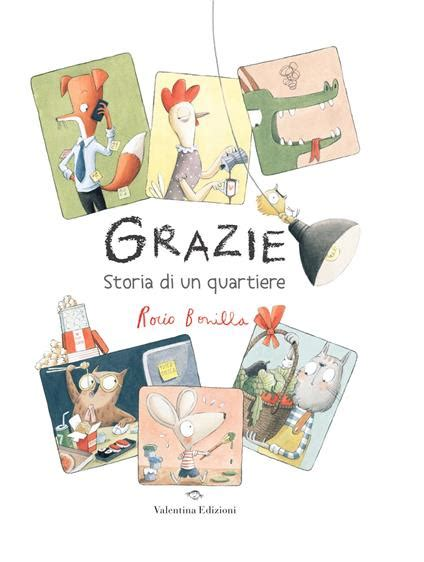 GRAZIE
Storia di un quartiere
Rocio Bonilla
Valentina Edizioni